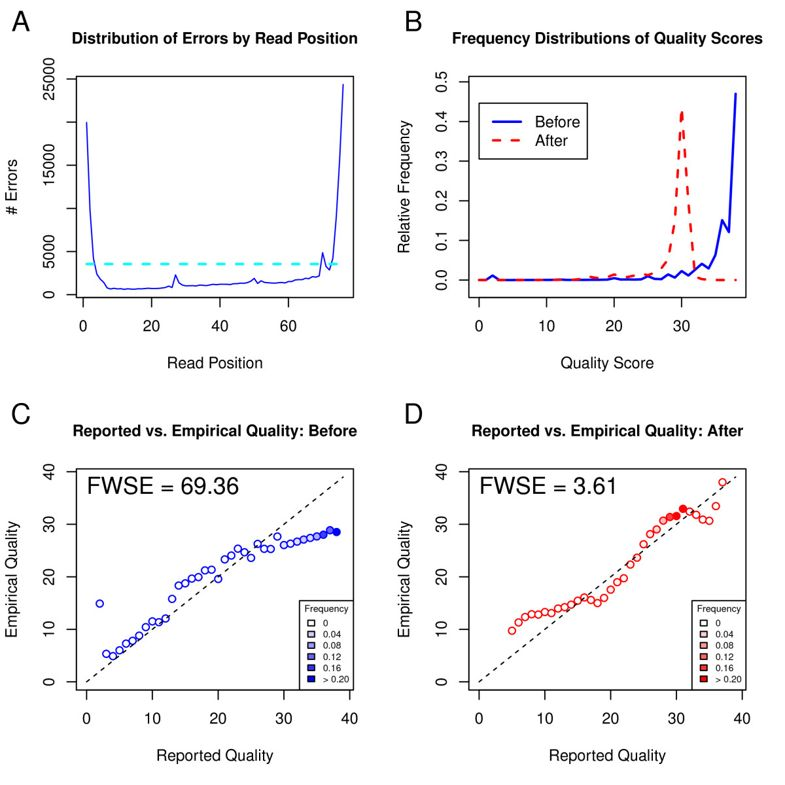 A
Distribution of Errors by Read Position
# Errors
25000
15000
5000
0
0 20 40 60
Read Position
B
Frequency Distributions of Quality Scores
Relative Frequency
0.5
0.4
0.3
0.2
0.1
0.0
Before
After
0 10 20 30
Quality Score
C
Reported vs. Empirical Quality: Before
FWSE = 69.36
Empirical Quality
40
30
20
10
0
Frequency
0
0.04
0.08
0.12
0.16
> 0.20
0 10 20 30 40
Reported Quality
D
Reported vs. Empirical Quality: After
FWSE = 3.61
Empirical Quality
40
30
20
10
0
Frequency
0
0.04
0.08
0.12
0.16
> 0.20
0 10 20 30 40
Reported Quality